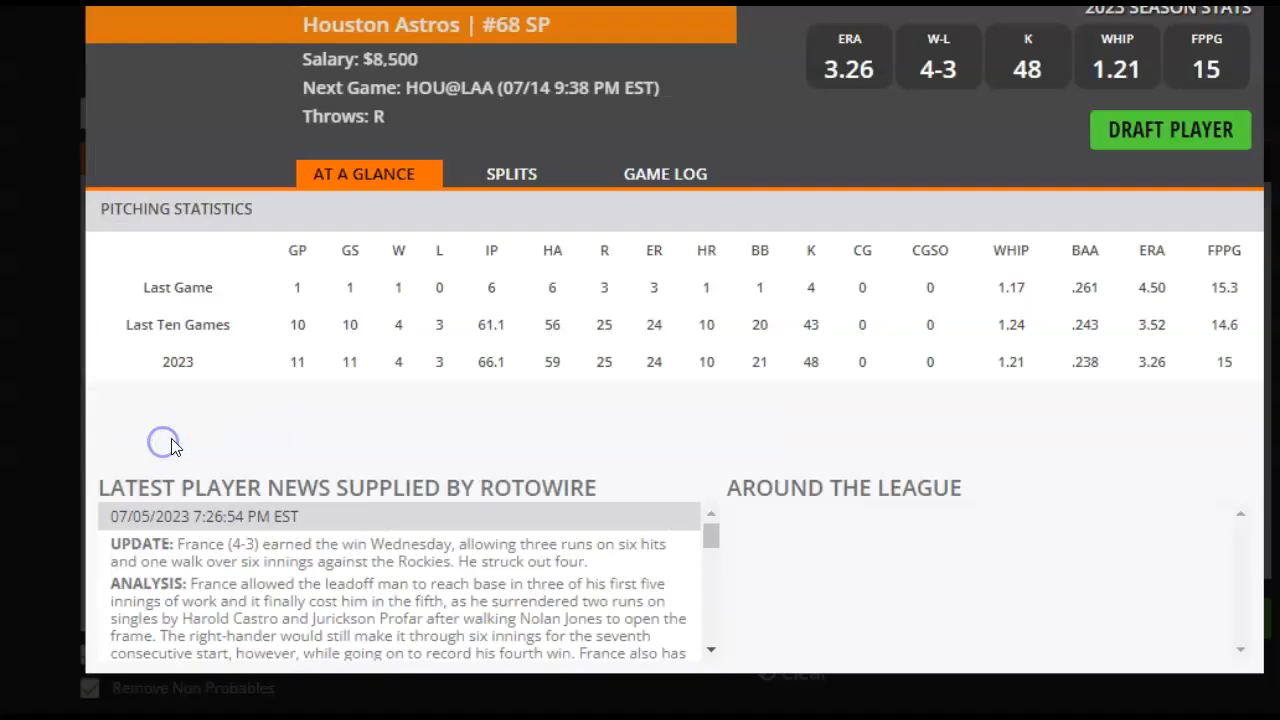 2023 SEASON STATS
Houston Astros | #68 SP
Salary: $8,500
Next Game: HOU@LAA (07/14 9:38 PM EST)
Throws: R
ERA W-L K WHIP FPPG
3.26 4-3 48 1.21 15
DRAFT PLAYER
AT A GLANCE SPLITS GAME LOG
PITCHING STATISTICS
GP GS W L IP HA R ER HR BB K CG CGSO WHIP BAA ERA FPPG
Last Game 1 1 1 0 6 6 3 3 1 1 4 0 0 1.17 .261 4.50 15.3
Last Ten Games 10 10 4 3 61.1 56 25 24 10 20 43 0 0 1.24 .243 3.52 14.6
2023 11 11 4 3 66.1 59 25 24 10 21 48 0 0 1.21 .238 3.26 15
LATEST PLAYER NEWS SUPPLIED BY ROTOWIRE
07/05/2023 7:26:54 PM EST
UPDATE: France (4-3) earned the win Wednesday, allowing three runs on six hits
and one walk over six innings against the Rockies. He struck out four.
ANALYSIS: France allowed the leadoff man to reach base in three of his first five
innings of work and it finally cost him in the fifth, as he surrendered two runs on
singles by Harold Castro and Jurickson Profar after walking Nolan Jones to open the
frame. The right-hander would still make it through six innings for the seventh
consecutive start, however, while going on to record his fourth win. France also has
AROUND THE LEAGUE
Remove Non Probables
Clear